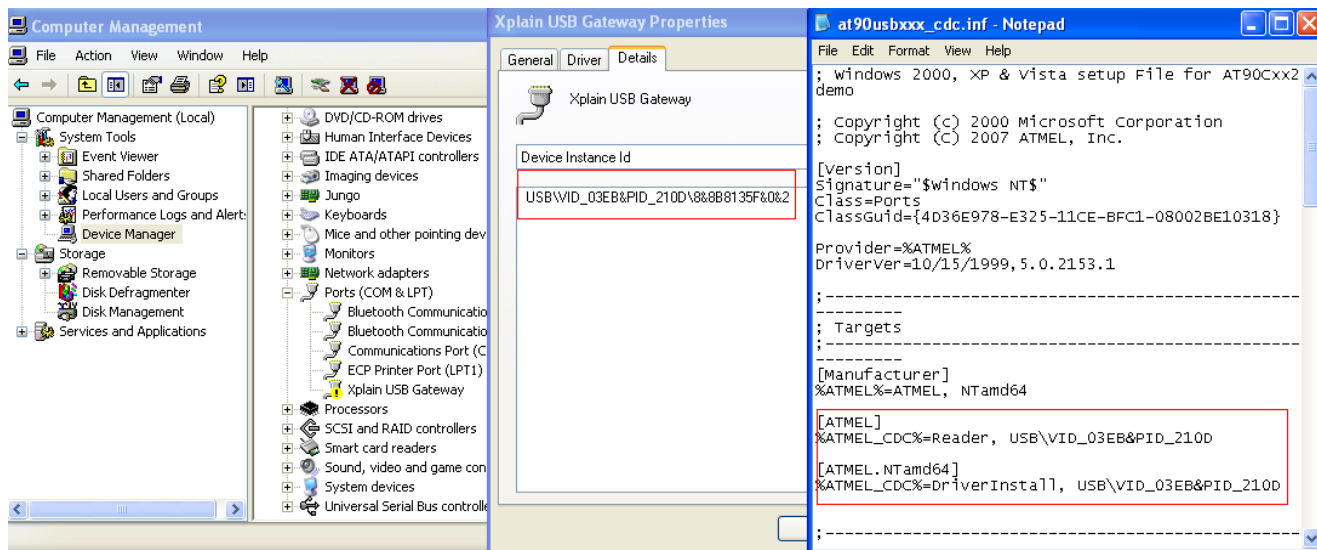 Computer Management
File Action View Window Help
Computer Management (Local)
System Tools
Event Viewer
Shared Folders
Local Users and Groups
Performance Logs and Alert:
Device Manager
Storage
Removable Storage
Disk Defragmenter
Disk Management
Services and Applications
DVD/CD-ROM drives
Human Interface Devices
IDE ATA/ATAPI controllers
Imaging devices
Jungo
Keyboards
Mice and other pointing dev
Monitors
Network adapters
Ports (COM & LPT)
Bluetooth Communicatio
Bluetooth Communicatio
Communications Port (C
ECP Printer Port (LPT1)
Xplain USB Gateway
Processors
SCSI and RAID controllers
Smart card readers
Sound, video and game con
System devices
Universal Serial Bus controlle
Xplain USB Gateway Properties
General Driver Details
Xplain USB Gateway
Device Instance Id
USB\VID_03EB&PID_210D\8&8B8135F&0&2
at90usbxxx_cdc.inf - Notepad
File Edit Format View Help
; Windows 2000, XP & Vista setup File for AT90Cxx2
demo
; Copyright (c) 2000 Microsoft Corporation
; Copyright (C) 2007 ATMEL, Inc.
[Version]
Signature="$Windows NT$"
Class=Ports
ClassGuid={4D36E978-E325-11CE-BFC1-08002BE10318}
Provider=%ATMEL%
DriverVer=10/15/1999,5.0.2153.1
;----------------------------------------------------
---------
; Targets
;----------------------------------------------------
---------
[Manufacturer]
%ATMEL%=ATMEL, NTamd64
[ATMEL]
%ATMEL_CDC%=Reader, USB\VID_03EB&PID_210D
[ATMEL.NTamd64]
%ATMEL_CDC%=DriverInstall, USB\VID_03EB&PID_210D
;----------------------------------------------------